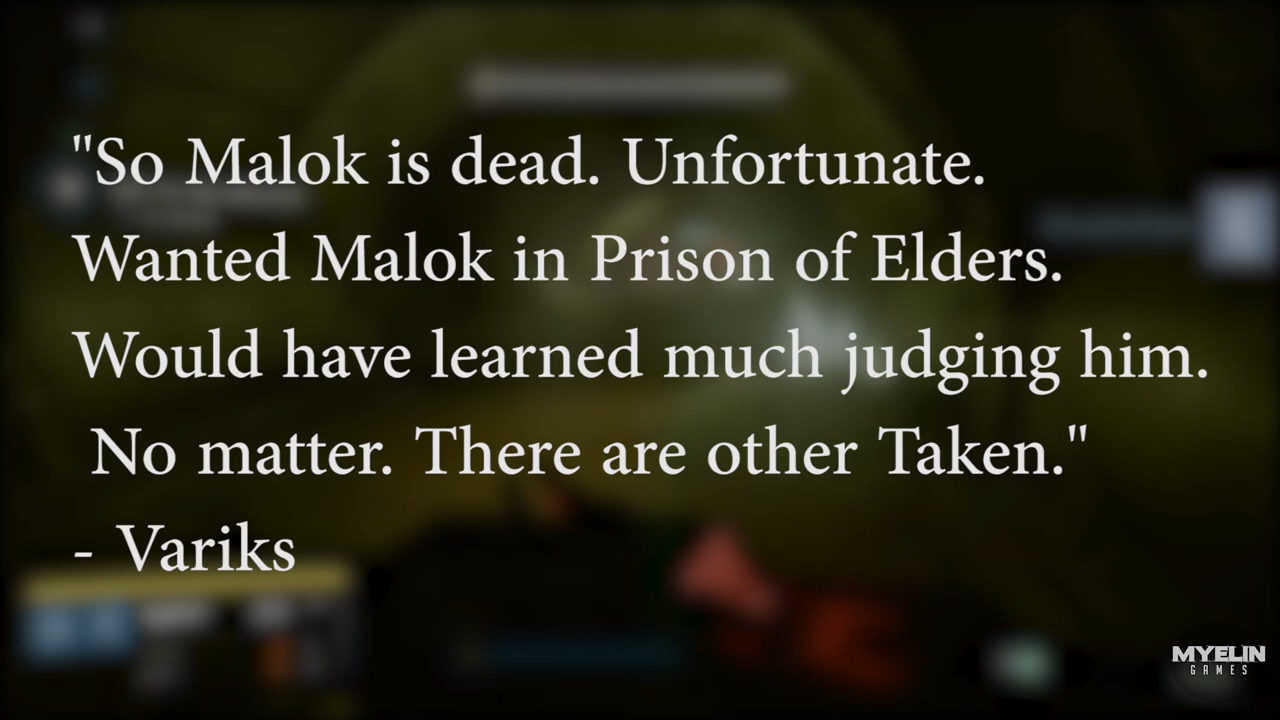 "So Malok is dead. Unfortunate.
Wanted Malok in Prison of Elders.
Would have learned much judging him.
No matter. There are other Taken."
- Variks
MYELIN
GAMES